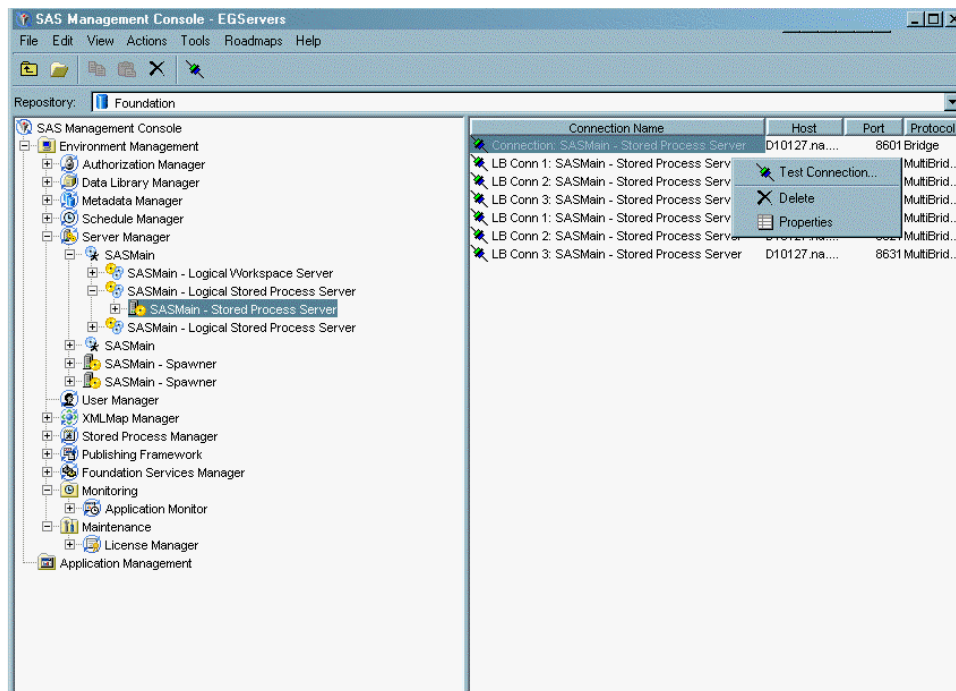 SAS Management Console - EGServers
File Edit View Actions Tools Roadmaps Help
Repository: Foundation
SAS Management Console
Environment Management
Authorization Manager
Data Library Manager
Metadata Manager
Schedule Manager
Server Manager
SASMain
SASMain - Logical Workspace Server
SASMain - Logical Stored Process Server
SASMain - Stored Process Server
SASMain - Logical Stored Process Server
SASMain
SASMain - Spawner
SASMain - Spawner
User Manager
XMLMap Manager
Stored Process Manager
Publishing Framework
Foundation Services Manager
Monitoring
Application Monitor
Maintenance
License Manager
Application Management
Connection Name Host Port Protocol
Connection: SASMain - Stored Process Server D10127.na.... 8601 Bridge
LB Conn 1: SASMain - Stored Process Serv MultiBrid...
LB Conn 2: SASMain - Stored Process Serv MultiBrid...
LB Conn 3: SASMain - Stored Process Serv MultiBrid...
LB Conn 1: SASMain - Stored Process Serv MultiBrid...
LB Conn 2: SASMain - Stored Process Server MultiBrid...
LB Conn 3: SASMain - Stored Process Server D10127.na.... 8631 MultiBrid...
Test Connection...
Delete
Properties